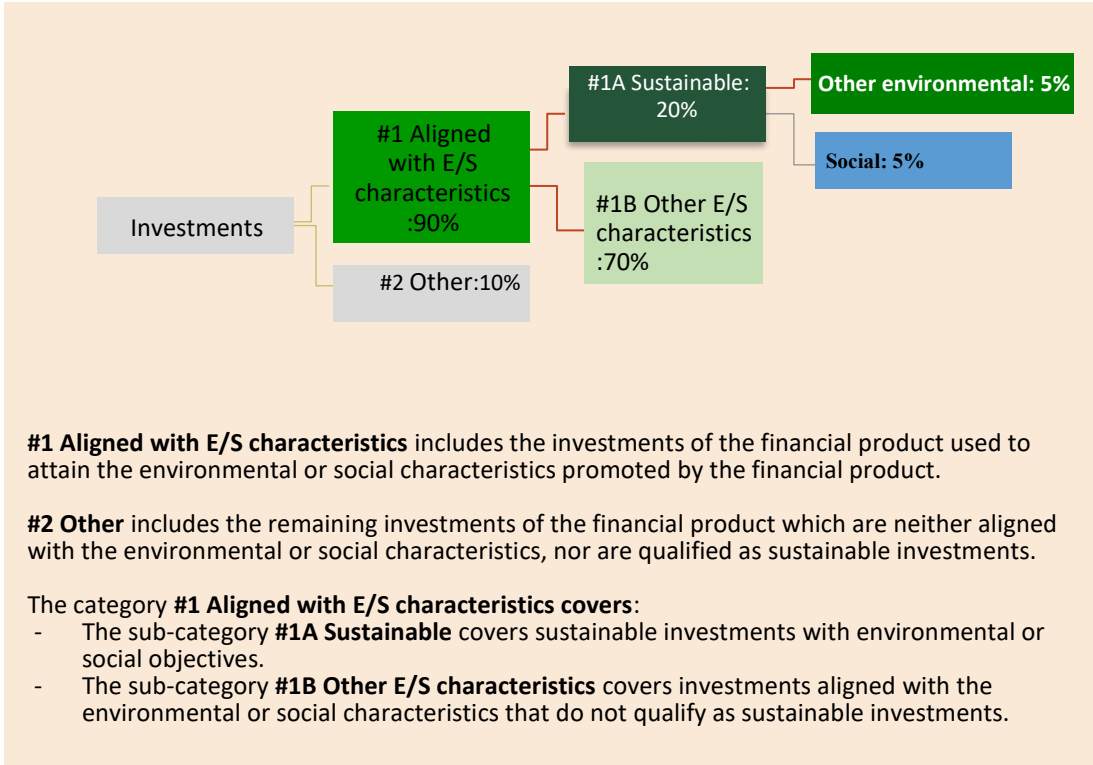 Investments
#1 Aligned
with E/S
characteristics
:90%
#2 Other:10%
#1A Sustainable:
20%
#1B Other E/S
characteristics
:70%
Other environmental: 5%
Social: 5%
#1 Aligned with E/S characteristics includes the investments of the financial product used to
attain the environmental or social characteristics promoted by the financial product.
#2 Other includes the remaining investments of the financial product which are neither aligned
with the environmental or social characteristics, nor are qualified as sustainable investments.
The category #1 Aligned with E/S characteristics covers:
- The sub-category #1A Sustainable covers sustainable investments with environmental or
social objectives.
- The sub-category #1B Other E/S characteristics covers investments aligned with the
environmental or social characteristics that do not qualify as sustainable investments.